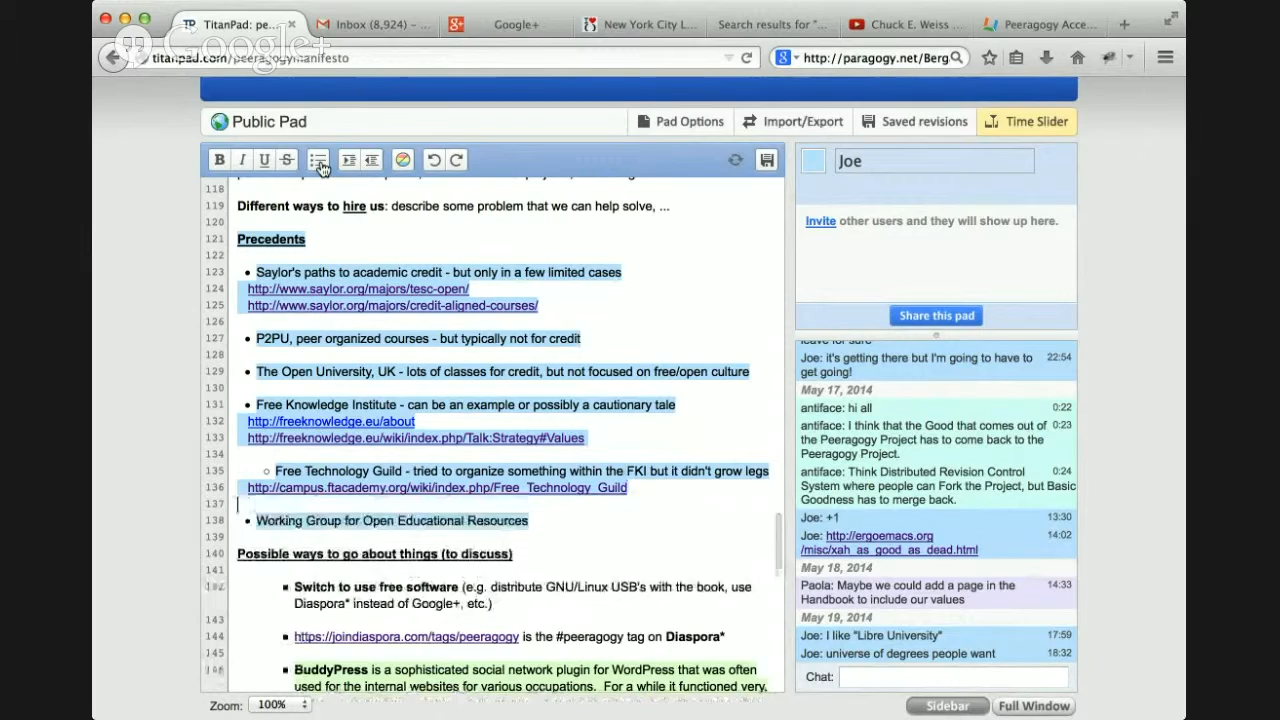 TitanPad: pe...
Inbox (8,924) - ...
Google+
New York City L...
Search results for "...
Chuck E. Weiss ...
Peeragogy Acce...
Google+
titanpad.com/peeragogymanifesto
http://paragogy.net/Berg
Public Pad
Pad Options
Import/Export
Saved revisions
Time Slider
B I U S
Joe
118
119 Different ways to hire us: describe some problem that we can help solve, ...
120
121 Precedents
122
123 • Saylor's paths to academic credit - but only in a few limited cases
124 http://www.saylor.org/majors/tesc-open/
125 http://www.saylor.org/majors/credit-aligned-courses/
126
127 • P2PU, peer organized courses - but typically not for credit
128
129 • The Open University, UK - lots of classes for credit, but not focused on free/open culture
130
131 • Free Knowledge Institute - can be an example or possibly a cautionary tale
132 http://freeknowledge.eu/about
133 http://freeknowledge.eu/wiki/index.php/Talk:Strategy#Values
134
135 ○ Free Technology Guild - tried to organize something within the FKI but it didn't grow legs
136 http://campus.ftacademy.org/wiki/index.php/Free_Technology_Guild
137
138 • Working Group for Open Educational Resources
139
140 Possible ways to go about things (to discuss)
141
142 ▪ Switch to use free software (e.g. distribute GNU/Linux USB's with the book, use
Diaspora* instead of Google+, etc.)
143
144 ▪ https://joindiaspora.com/tags/peeragogy is the #peeragogy tag on Diaspora*
145
146 ▪ BuddyPress is a sophisticated social network plugin for WordPress that was often
used for the internal websites for various occupations. For a while it functioned very,
Invite other users and they will show up here.
Share this pad
leave for sure
Joe: it's getting there but I'm going to have to 22:54
get going!
May 17, 2014
antiface: hi all 0:22
antiface: I think that the Good that comes out of 0:23
the Peeragogy Project has to come back to the
Peeragogy Project.
antiface: Think Distributed Revision Control 0:24
System where people can Fork the Project, but Basic
Goodness has to merge back.
Joe: +1 13:30
Joe: http://ergoemacs.org 14:02
/misc/xah_as_good_as_dead.html
May 18, 2014
Paola: Maybe we could add a page in the 14:33
Handbook to include our values
May 19, 2014
Joe: I like "Libre University" 17:59
Joe: universe of degrees people want 18:32
Chat:
Zoom: 100%
Sidebar
Full Window